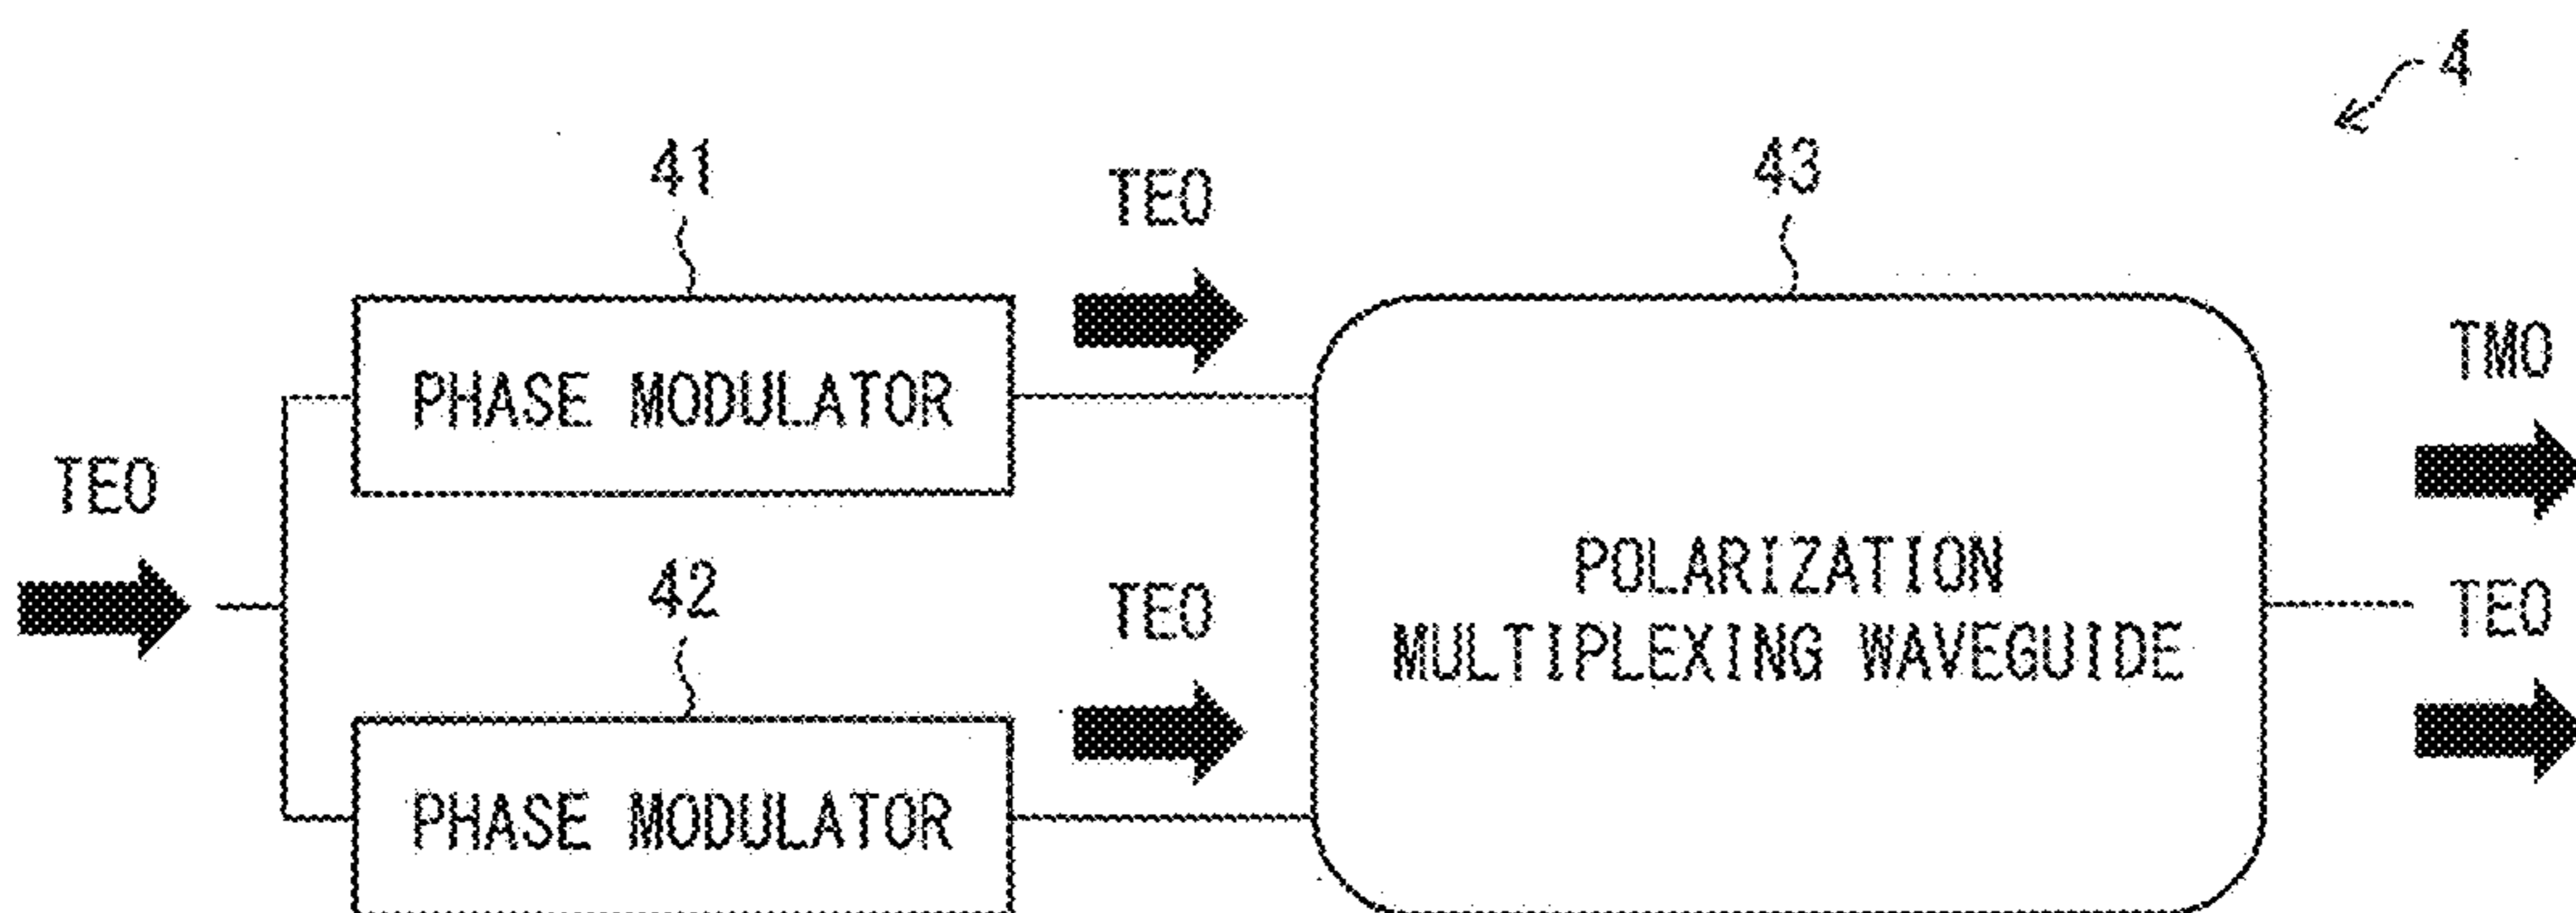 4
41
TE0
43
PHASE MODULATOR
TM0
TE0
42
TE0
POLARIZATION
MULTIPLEXING WAVEGUIDE
TE0
PHASE MODULATOR